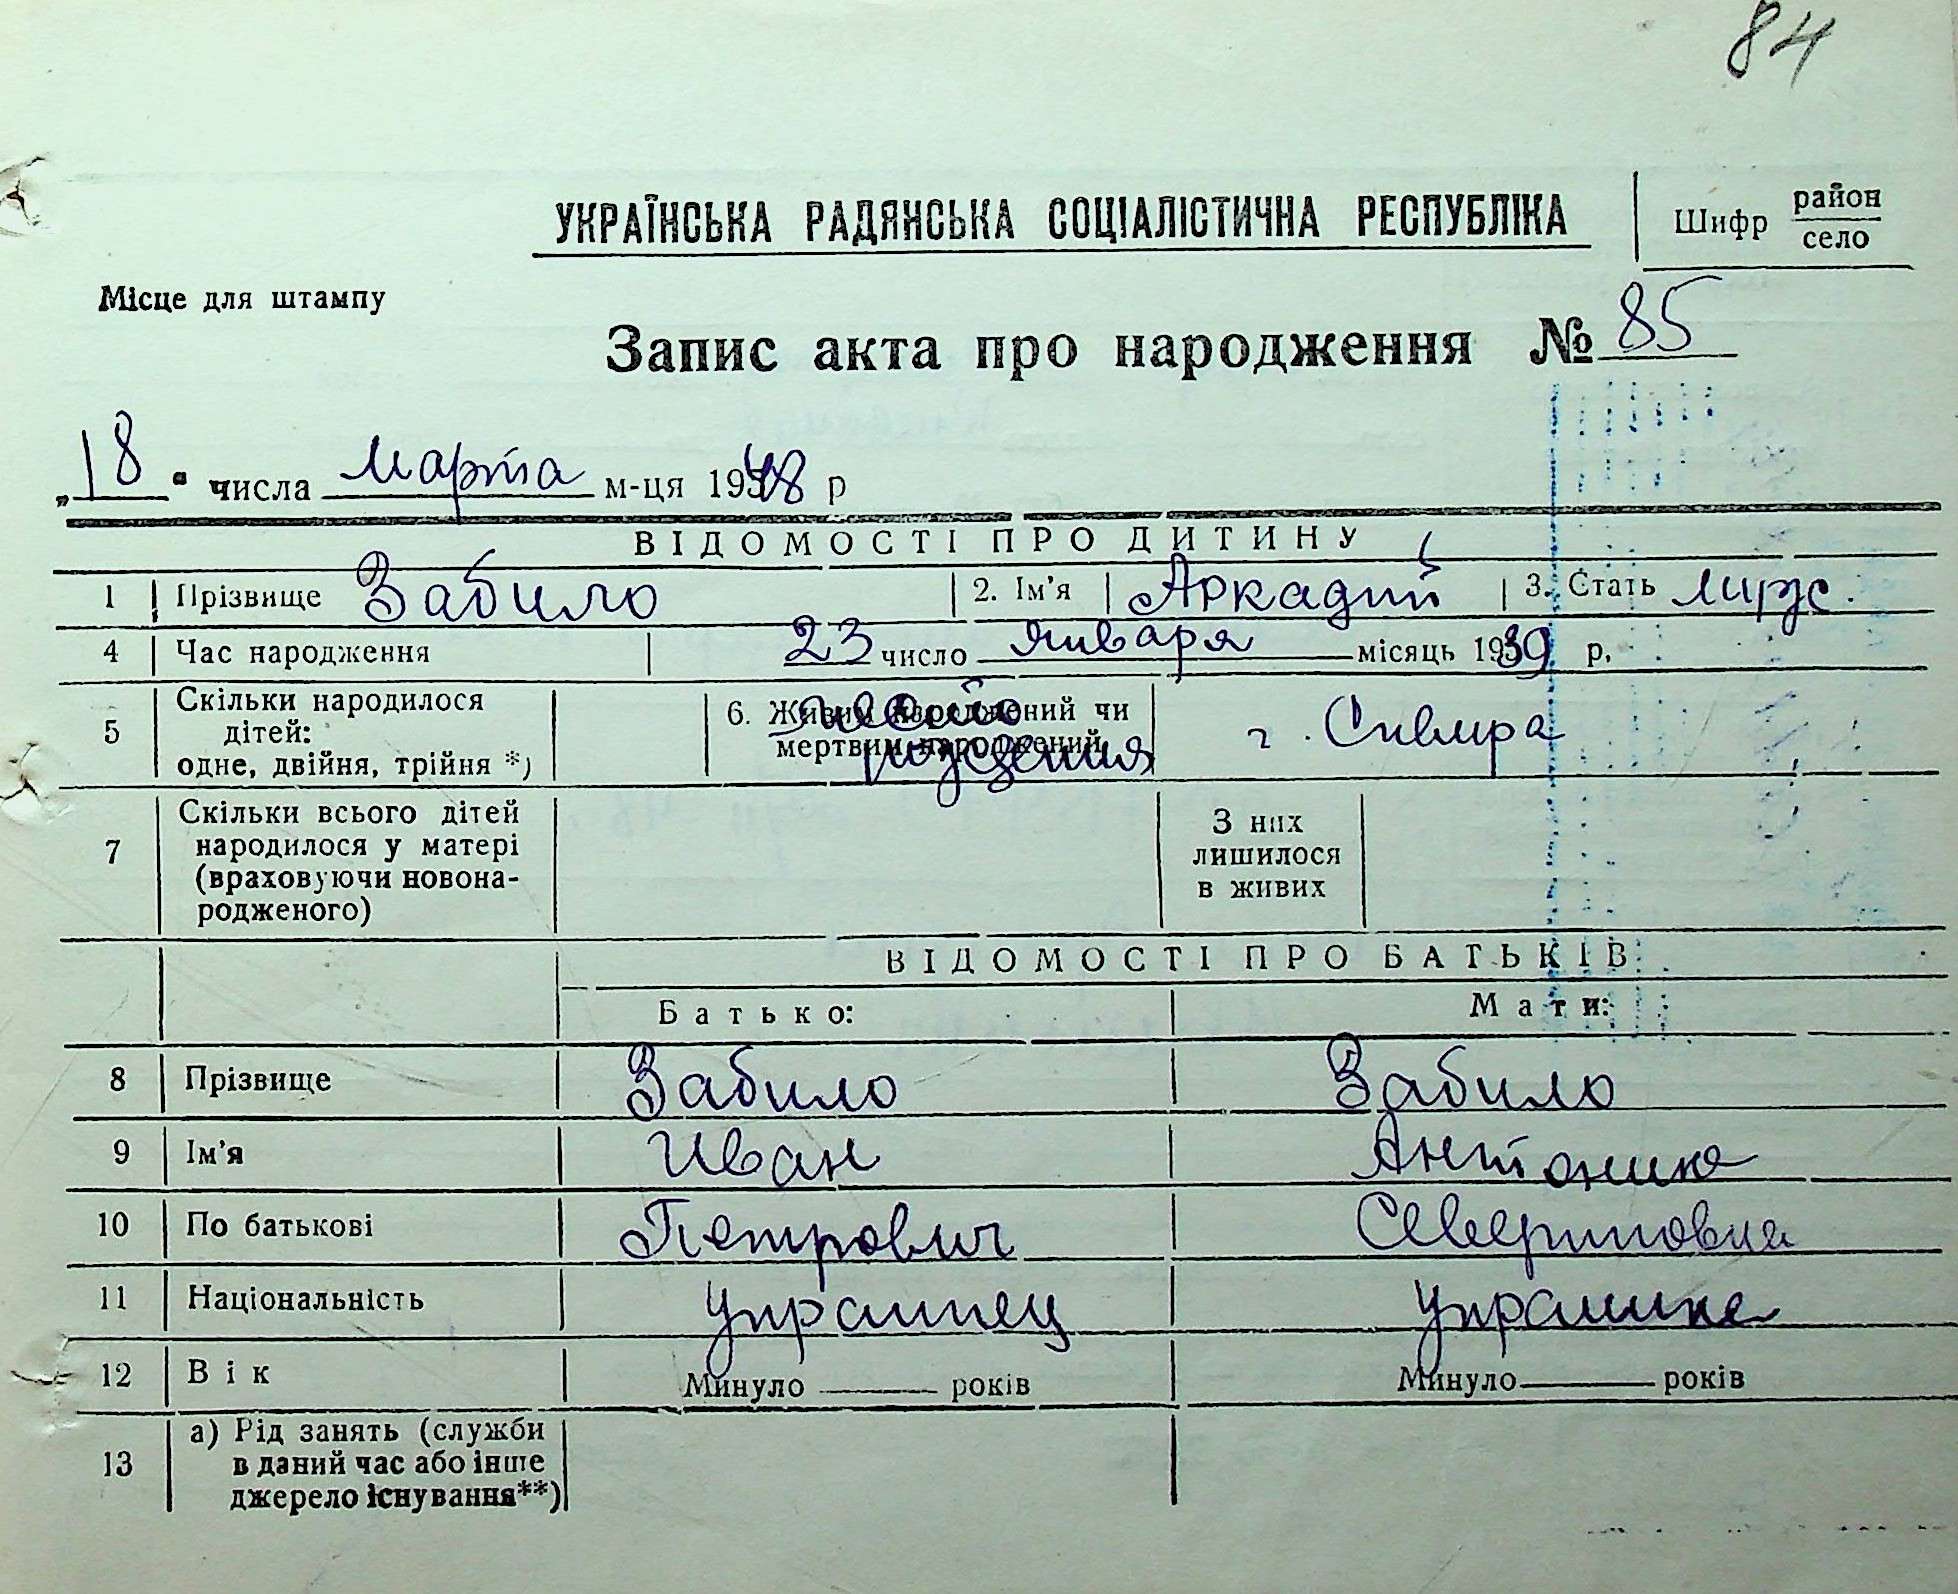 84
УКРАЇНСЬКА РАДЯНСЬКА СОЦІАЛІСТИЧНА РЕСПУБЛІКА
Шифр район
село
Місце для штампу
Запис акта про народження № 85
„18" числа марта м-ця 1948 р
ВІДОМОСТІ ПРО ДИТИНУ
1 Прізвище Забило 2. Ім'я Аркадий 3. Стать муж.
4 Час народження 23 число января місяць 1939 р.
5 Скільки народилося
дітей:
одне, двійня, трійня *)
6. Живим народжений чи
мертвим народжений
место
рождения
г. Сквира
7 Скільки всього дітей
народилося у матері
(враховуючи новона-
родженого)
З них
лишилося
в живих
ВІДОМОСТІ ПРО БАТЬКІВ
Батько: Мати:
8 Прізвище Забило Забило
9 Ім'я Иван Антонина
10 По батькові Петрович Севериновна
11 Національність украинец украинка
12 Вік Минуло років Минуло років
13 а) Рід занять (служби
в даний час або інше
джерело існування**)